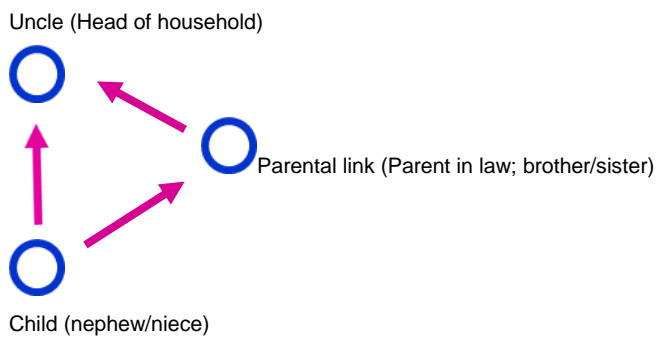 Uncle (Head of household)
Parental link (Parent in law; brother/sister)
Child (nephew/niece)